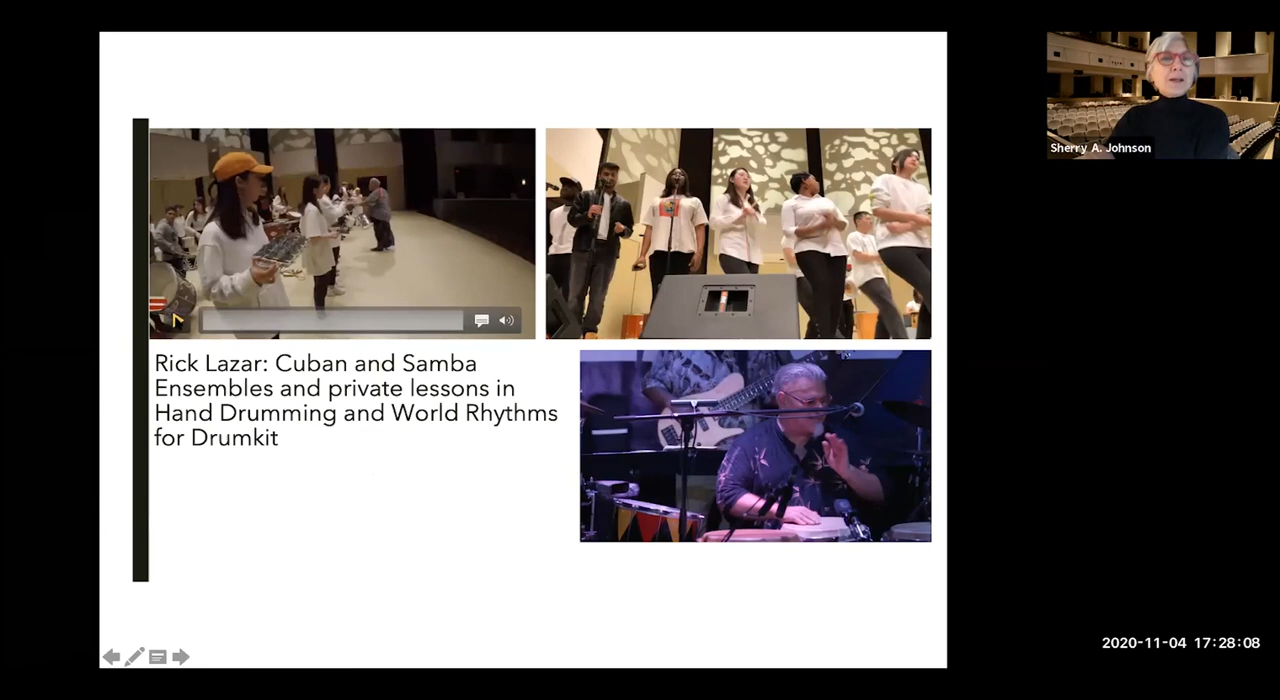 Sherry A. Johnson
Rick Lazar: Cuban and Samba
Ensembles and private lessons in
Hand Drumming and World Rhythms
for Drumkit
2020-11-04 17:28:08